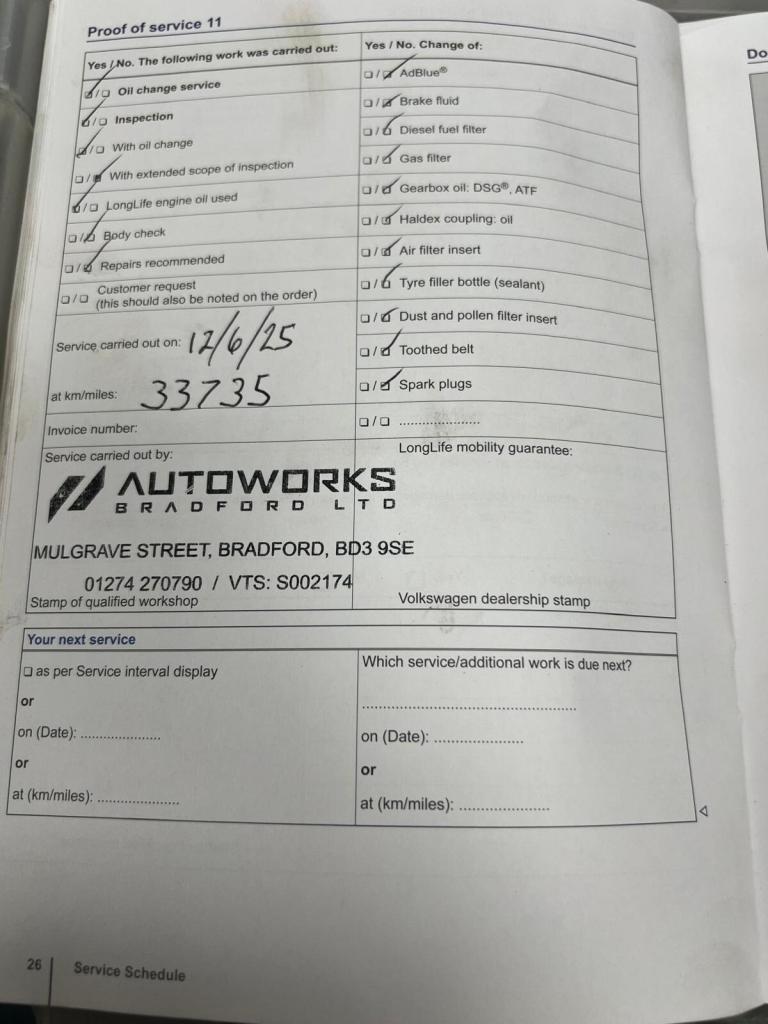 Proof of service 11
Yes / No. The following work was carried out:
☑/☐ Oil change service
☑/☐ Inspection
☑/☐ With oil change
☐/☑ With extended scope of inspection
☑/☐ LongLife engine oil used
☐/☑ Body check
☐/☑ Repairs recommended
☐/☐ Customer request
(this should also be noted on the order)
Service carried out on: 12/6/25
at km/miles: 33735
Invoice number:
Yes / No. Change of:
☐/☑ AdBlue®
☐/☑ Brake fluid
☐/☑ Diesel fuel filter
☐/☑ Gas filter
☐/☑ Gearbox oil: DSG®, ATF
☐/☑ Haldex coupling: oil
☐/☑ Air filter insert
☐/☑ Tyre filler bottle (sealant)
☐/☑ Dust and pollen filter insert
☐/☑ Toothed belt
☐/☑ Spark plugs
☐/☐ ......................
Service carried out by:
AUTOWORKS
BRADFORD LTD
MULGRAVE STREET, BRADFORD, BD3 9SE
01274 270790 / VTS: S002174
Stamp of qualified workshop
LongLife mobility guarantee:
Volkswagen dealership stamp
Your next service
☐ as per Service interval display
or
on (Date): ......................
or
at (km/miles): ......................
Which service/additional work is due next?
............................................................
on (Date): ......................
or
at (km/miles): ......................
26
Service Schedule
Do